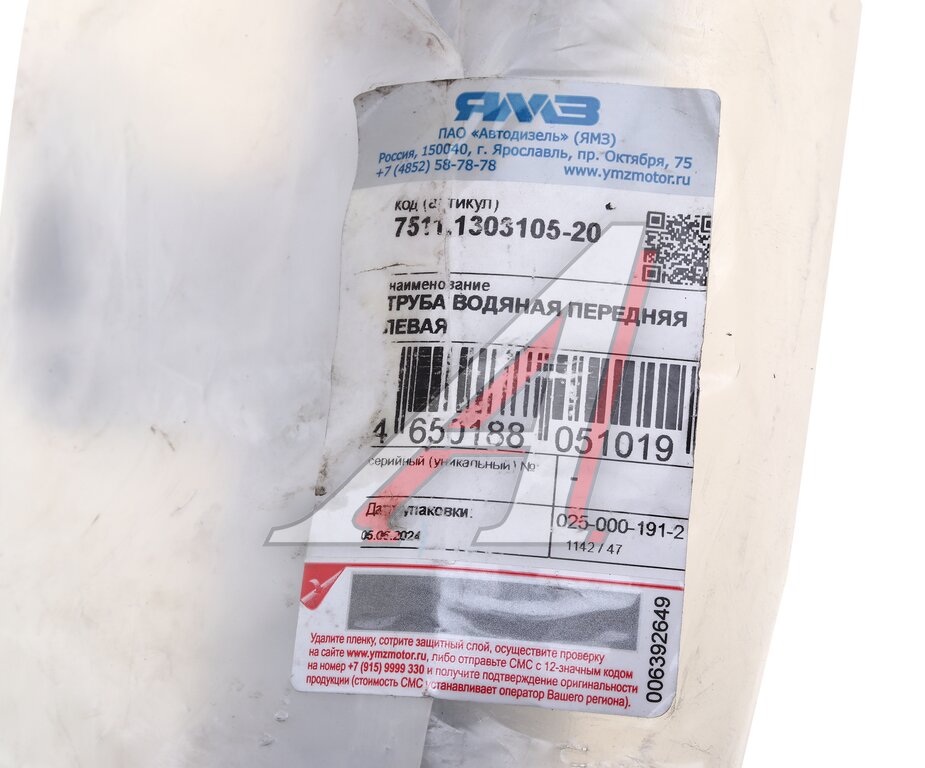 ЯМЗ
ПАО «Автодизель» (ЯМЗ)
Россия, 150040, г. Ярославль, пр. Октября, 75
+7 (4852) 58-78-78 www.ymzmotor.ru
код (артикул)
7511.1303105-20
наименование
ТРУБА ВОДЯНАЯ ПЕРЕДНЯЯ
ЛЕВАЯ
4 650188 051019
серийный (уникальный) №
-
Дата упаковки:
05.06.2024
025-000-191-2
1142 / 47
Удалите пленку, сотрите защитный слой, осуществите проверку
на сайте www.ymzmotor.ru, либо отправьте СМС с 12-значным кодом
на номер +7 (915) 9999 330 и получите подтверждение оригинальности
продукции (стоимость СМС устанавливает оператор Вашего региона).
006392649